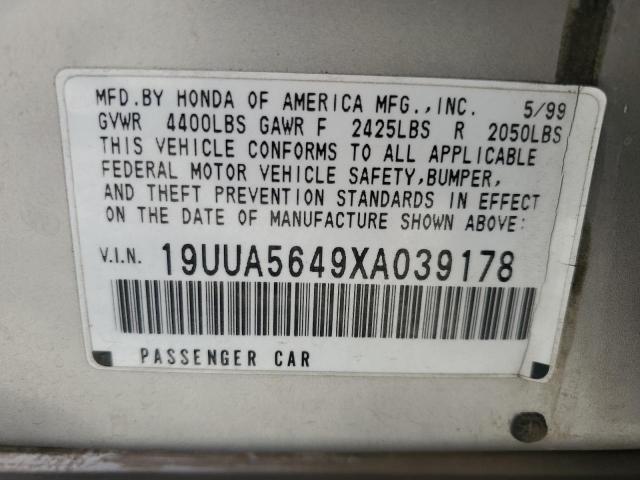 MFD.BY HONDA OF AMERICA MFG.,INC. 5/99
GVWR 4400LBS GAWR F 2425LBS R 2050LBS
THIS VEHICLE CONFORMS TO ALL APPLICABLE
FEDERAL MOTOR VEHICLE SAFETY,BUMPER,
AND THEFT PREVENTION STANDARDS IN EFFECT
ON THE DATE OF MANUFACTURE SHOWN ABOVE:
V.I.N. 19UUA5649XA039178
PASSENGER CAR